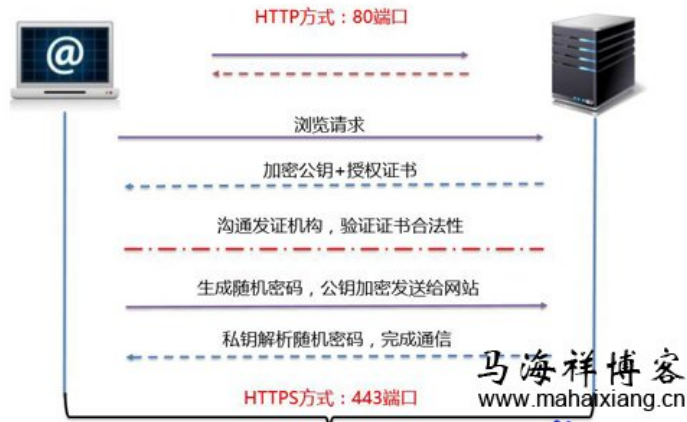 HTTP方式：80端口
@
浏览请求
加密公钥+授权证书
沟通发证机构，验证证书合法性
生成随机密码，公钥加密发送给网站
私钥解析随机密码，完成通信
马海祥博客
www.mahaixiang.cn
HTTPS方式：443端口